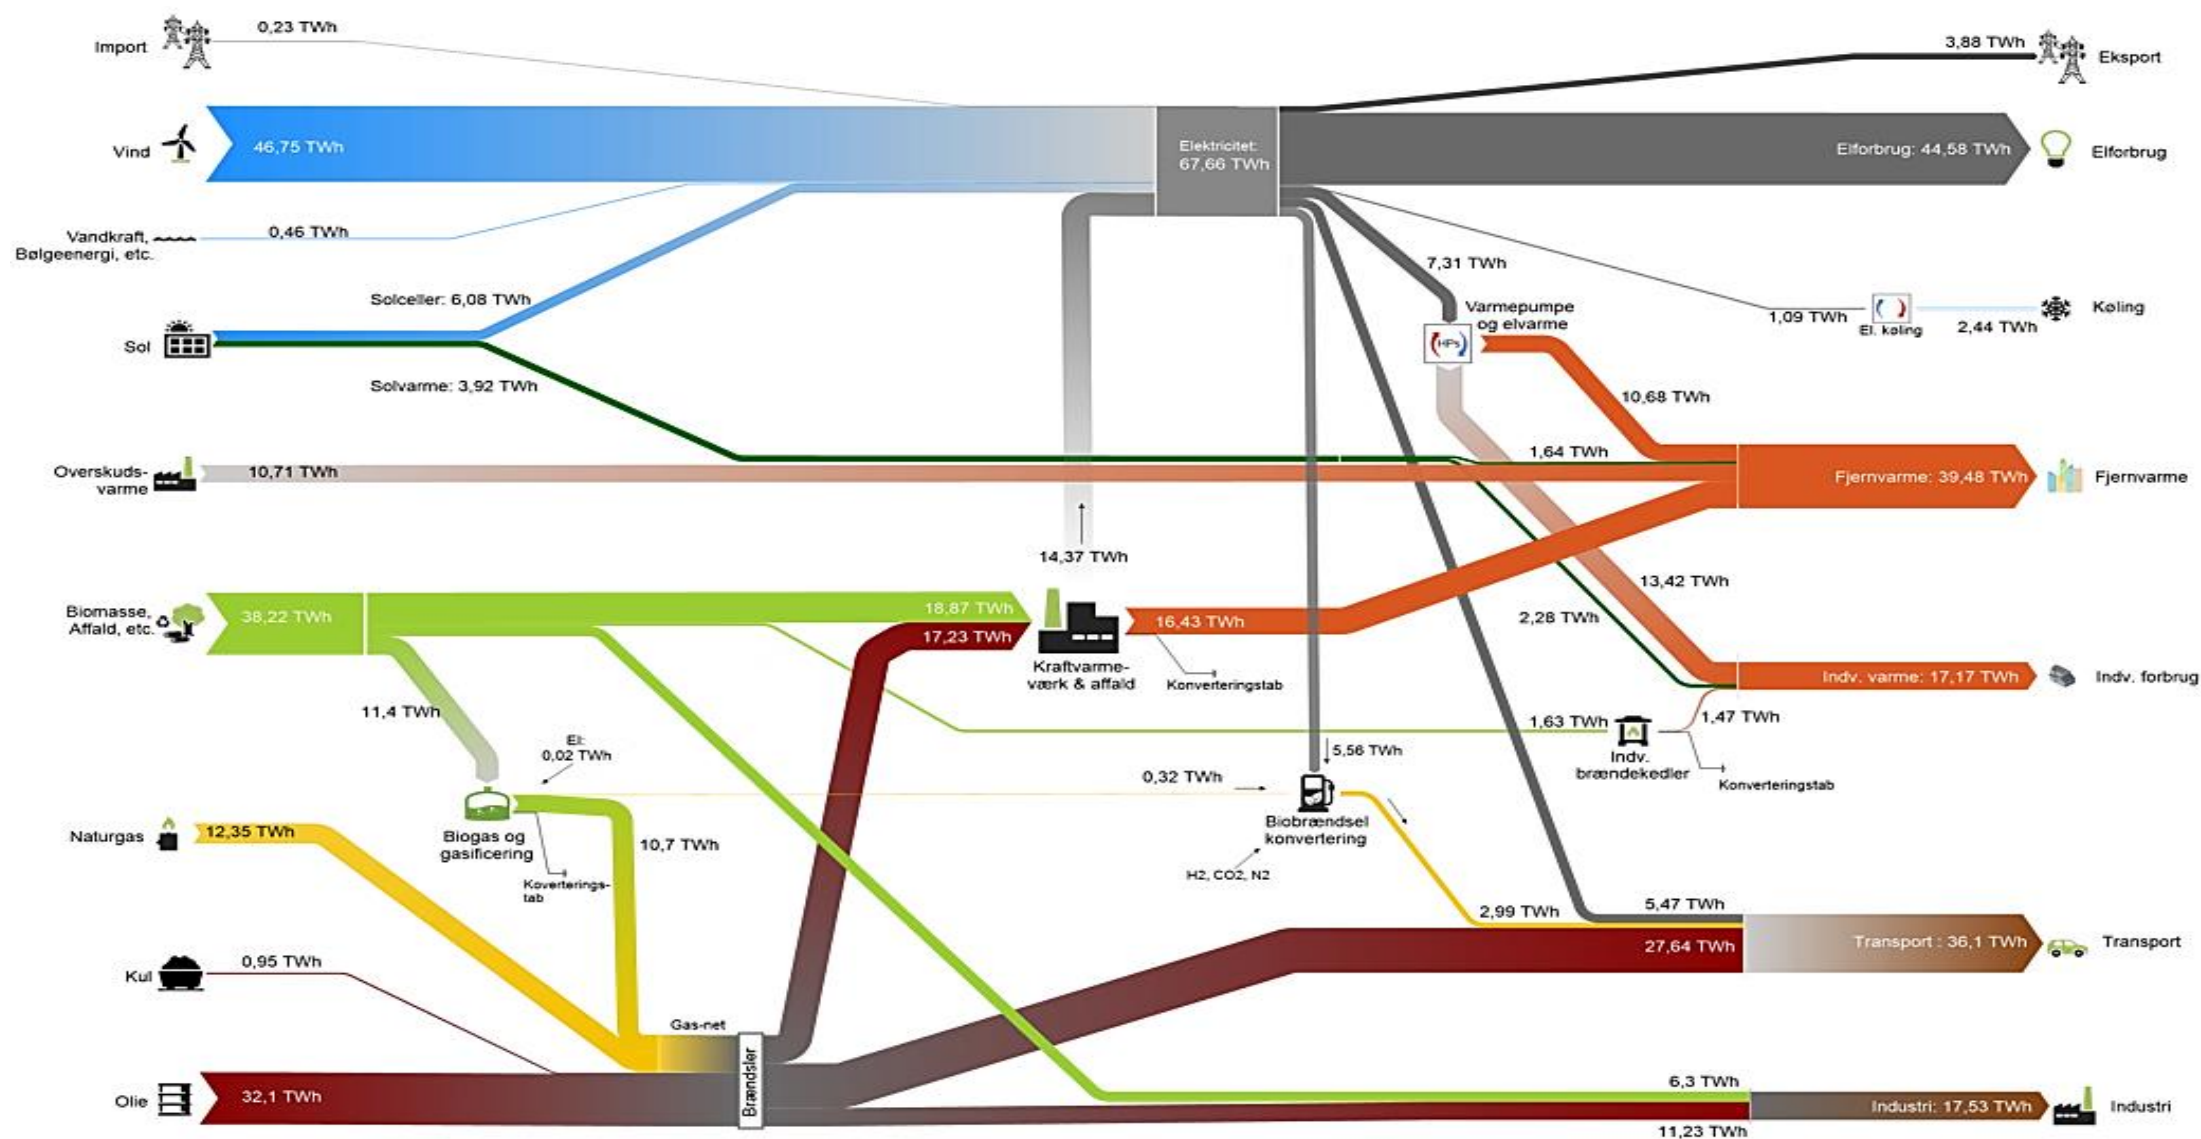 0,23 TWh
Import
3,88 TWh
Eksport
Vind
46,75 TWh
Elektricitet:
67,66 TWh
Elforbrug: 44,58 TWh
Elforbrug
Vandkraft,
Bølgeenergi, etc.
0,46 TWh
Solceller: 6,08 TWh
Sol
Solvarme: 3,92 TWh
7,31 TWh
Varmepumpe
og elvarme
HPs
1,09 TWh
El. køling
2,44 TWh
Køling
10,68 TWh
1,64 TWh
Overskuds-
varme
10,71 TWh
Fjernvarme: 39,48 TWh
Fjernvarme
14,37 TWh
13,42 TWh
2,28 TWh
Biomasse,
Affald, etc.
38,22 TWh
18,87 TWh
17,23 TWh
16,43 TWh
Kraftvarme-
værk & affald
Konverteringstab
Indv. varme: 17,17 TWh
Indv. forbrug
11,4 TWh
1,63 TWh
1,47 TWh
Indv.
brændekedler
Konverteringstab
El:
0,02 TWh
0,32 TWh
5,56 TWh
Biobrændsel
konvertering
H2, CO2, N2
Naturgas
12,35 TWh
Biogas og
gasificering
10,7 TWh
Koverterings-
tab
2,99 TWh
5,47 TWh
27,64 TWh
Transport : 36,1 TWh
Transport
Kul
0,95 TWh
Gas-net
Brændsler
Olie
32,1 TWh
6,3 TWh
11,23 TWh
Industri: 17,53 TWh
Industri